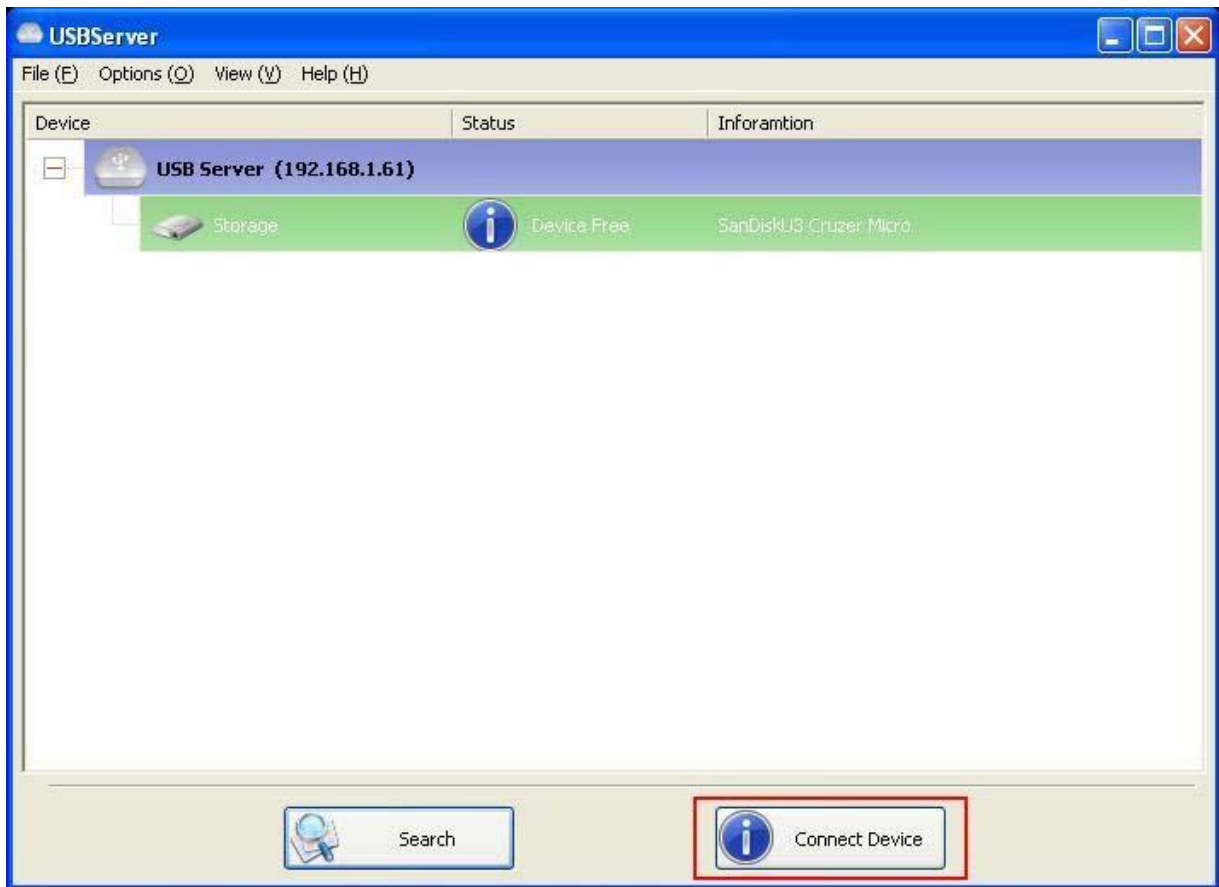 USBServer
File (F) Options (O) View (V) Help (H)
Device Status Inforamtion
USB Server (192.168.1.61)
Storage Device Free SanDiskU3 Cruzer Micro
Search Connect Device